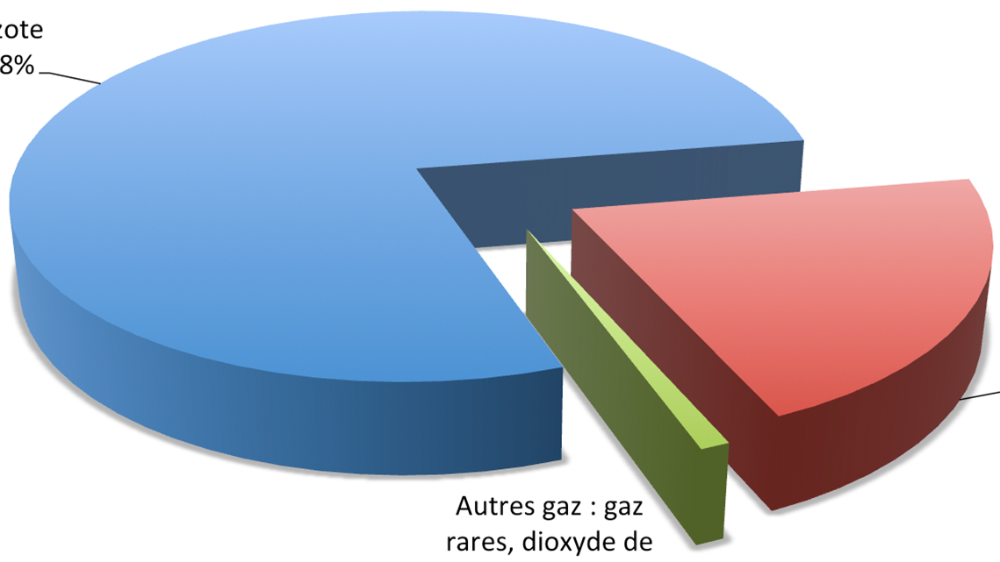 zote
8%
Autres gaz : gaz
rares, dioxyde de